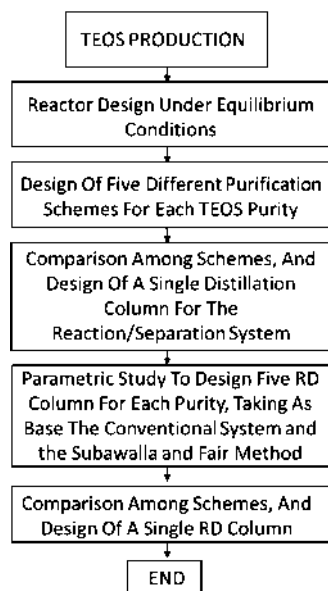 TEOS PRODUCTION
Reactor Design Under Equilibrium
Conditions
Design Of Five Different Purification
Schemes For Each TEOS Purity
Comparison Among Schemes, And
Design Of A Single Distillation
Column For The
Reaction/Separation System
Parametric Study To Design Five RD
Column For Each Purity, Taking As
Base The Conventional System and
the Subawalla and Fair Method
Comparison Among Schemes, And
Design Of A Single RD Column
END